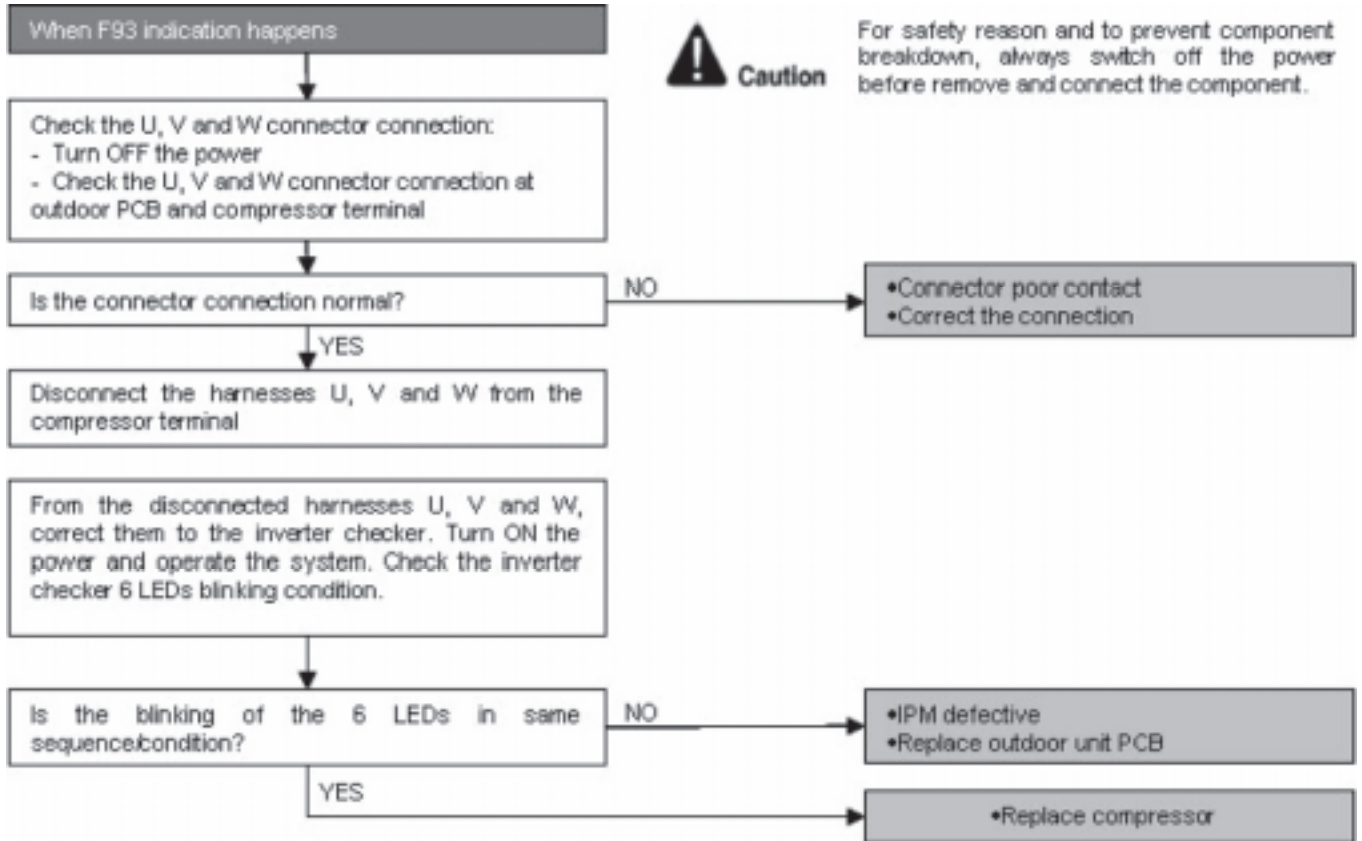 When F93 indication happens
Caution
For safety reason and to prevent component
breakdown, always switch off the power
before remove and connect the component.
Check the U, V and W connector connection:
- Turn OFF the power
- Check the U, V and W connector connection at
outdoor PCB and compressor terminal
Is the connector connection normal?
NO
•Connector poor contact
•Correct the connection
YES
Disconnect the harnesses U, V and W from the
compressor terminal
From the disconnected harnesses U, V and W,
correct them to the inverter checker. Turn ON the
power and operate the system. Check the inverter
checker 6 LEDs blinking condition.
Is the blinking of the 6 LEDs in same
sequence/condition?
NO
•IPM defective
•Replace outdoor unit PCB
YES
•Replace compressor